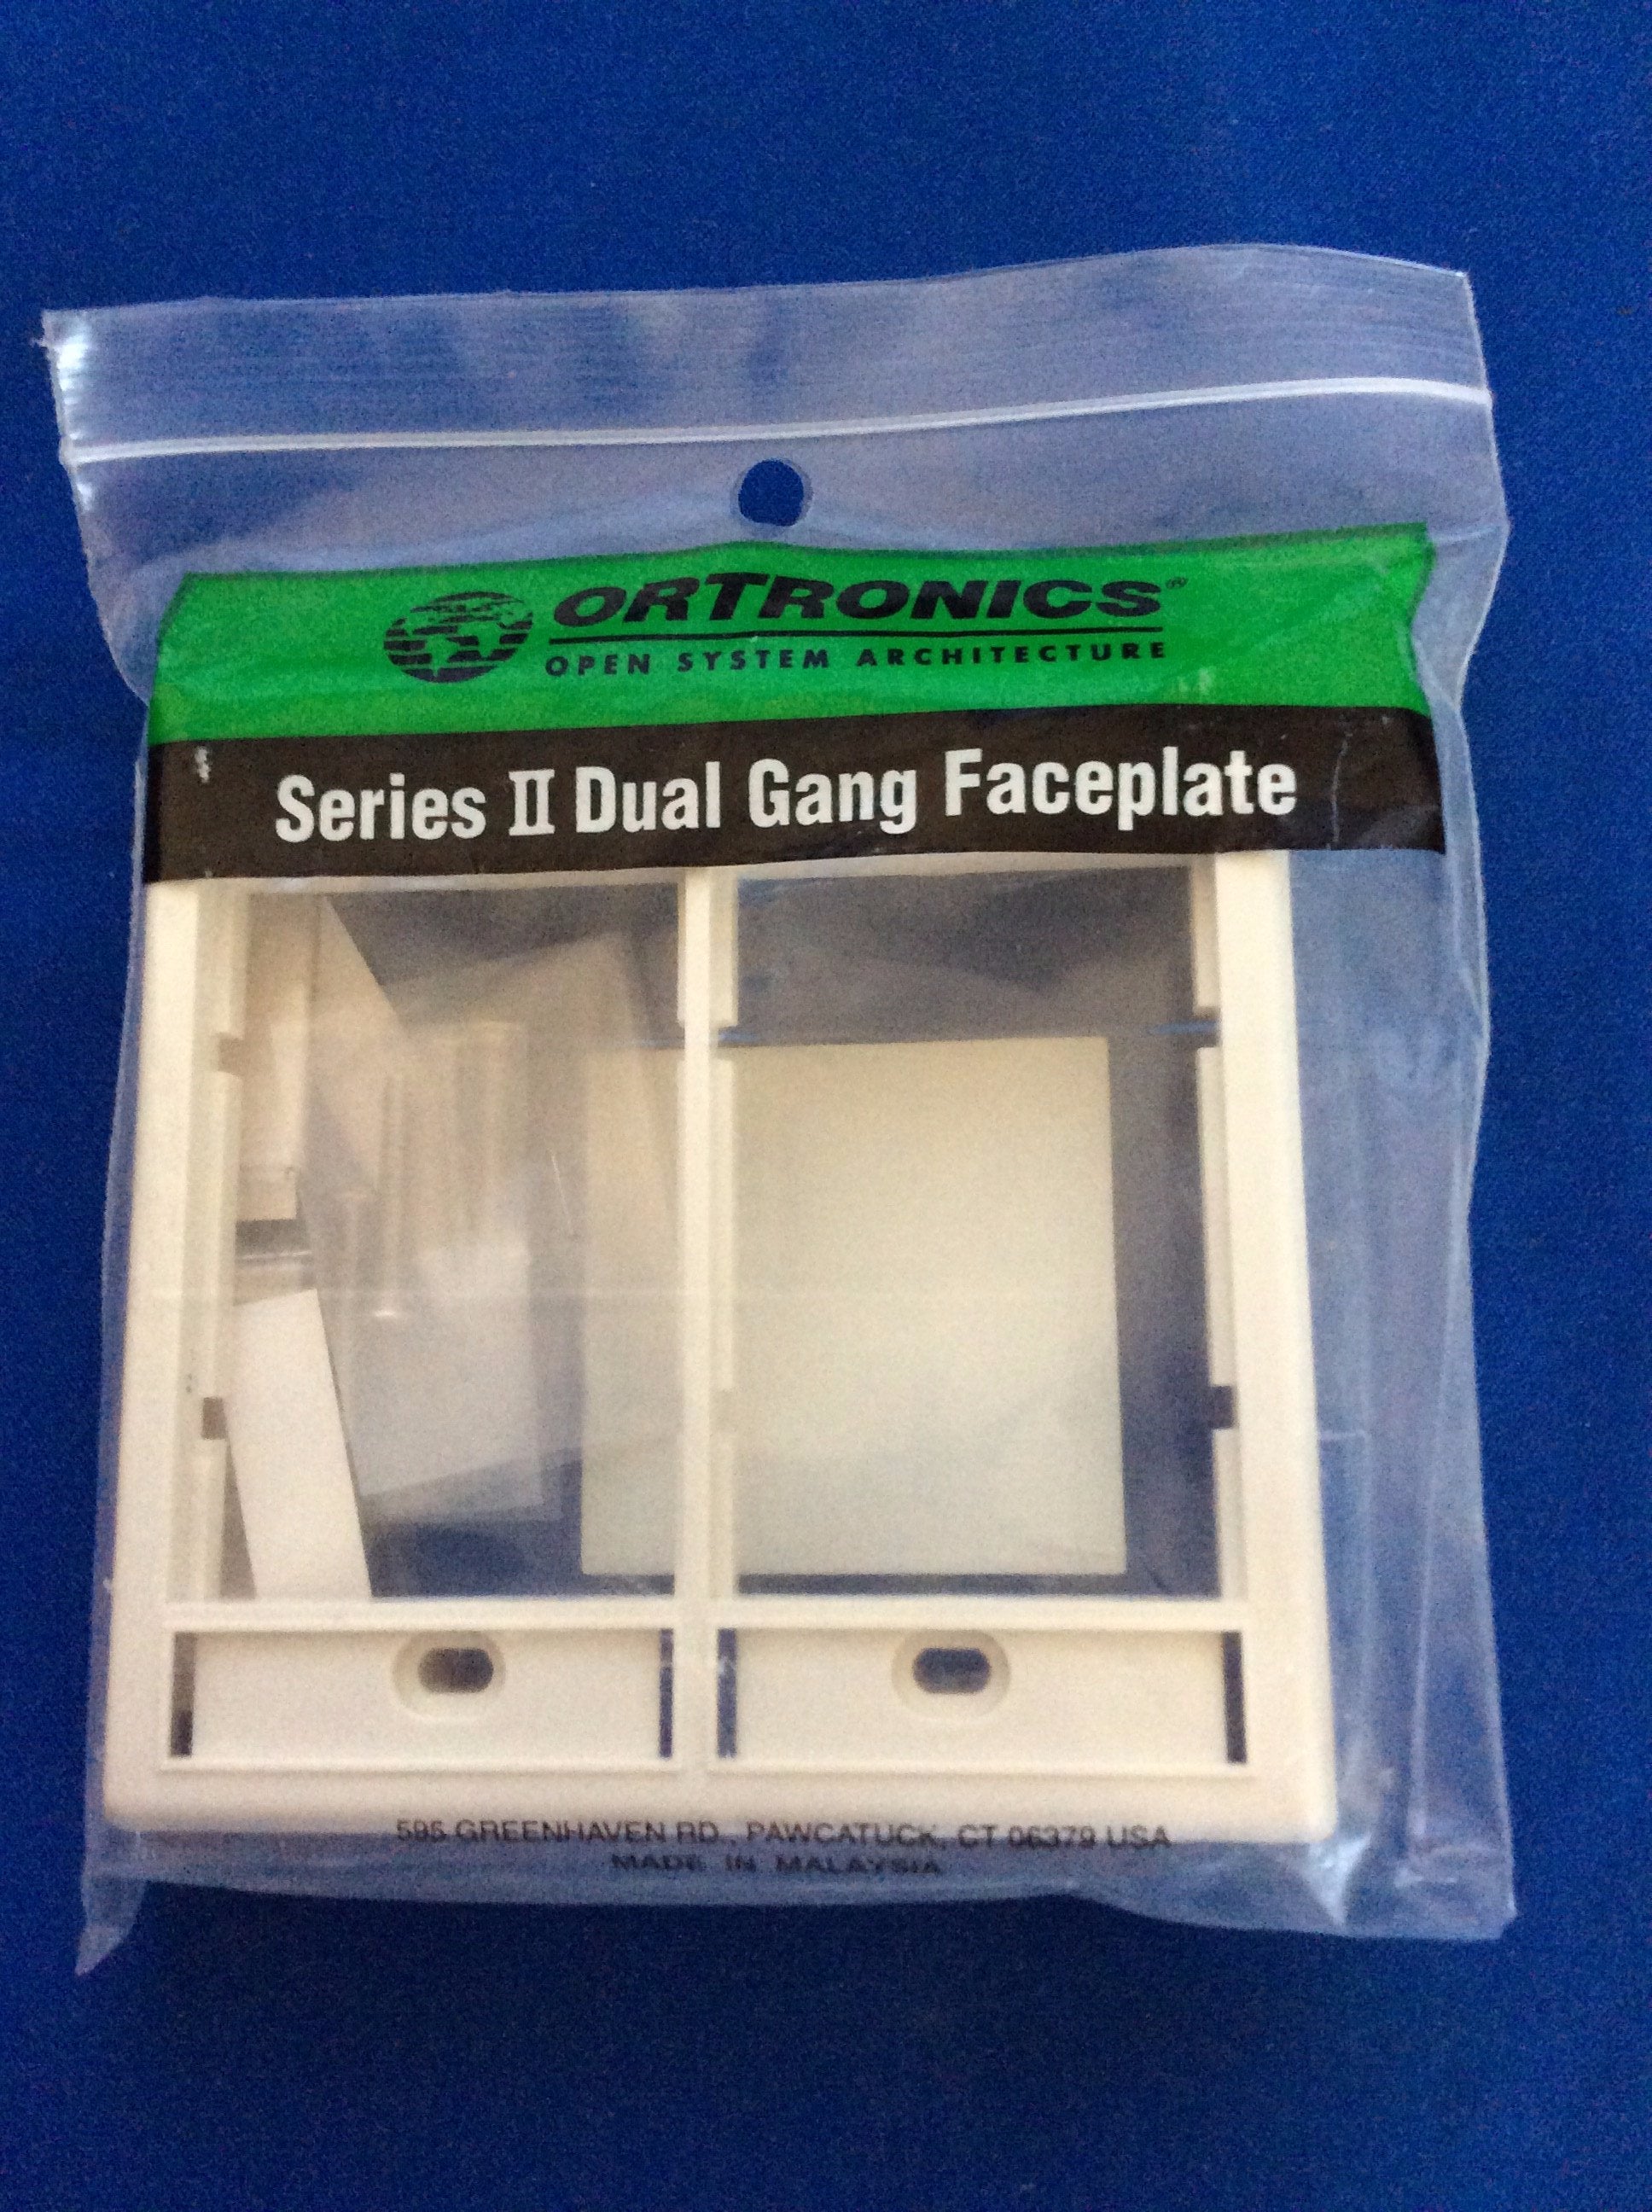 ORTRONICS®
OPEN SYSTEM ARCHITECTURE
Series II Dual Gang Faceplate
595 GREENHAVEN RD., PAWCATUCK, CT 06379 USA
MADE IN MALAYSIA